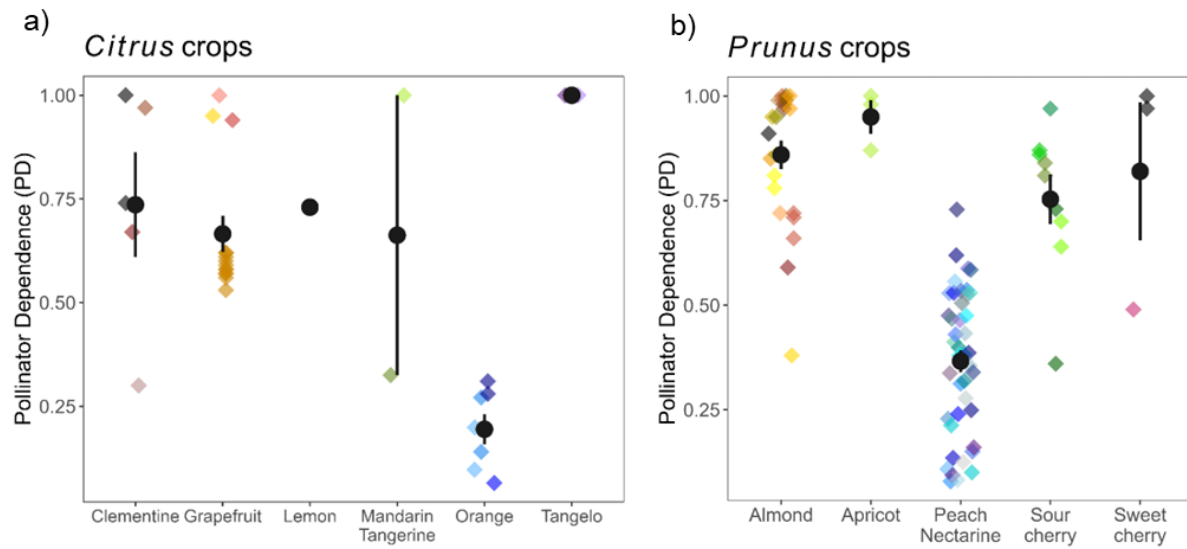 a)
Citrus crops
Pollinator Dependence (PD)
1.00
0.75
0.50
0.25
Clementine
Grapefruit
Lemon
Mandarin
Tangerine
Orange
Tangelo
b)
Prunus crops
Pollinator Dependence (PD)
1.00
0.75
0.50
0.25
Almond
Apricot
Peach
Nectarine
Sour
cherry
Sweet
cherry